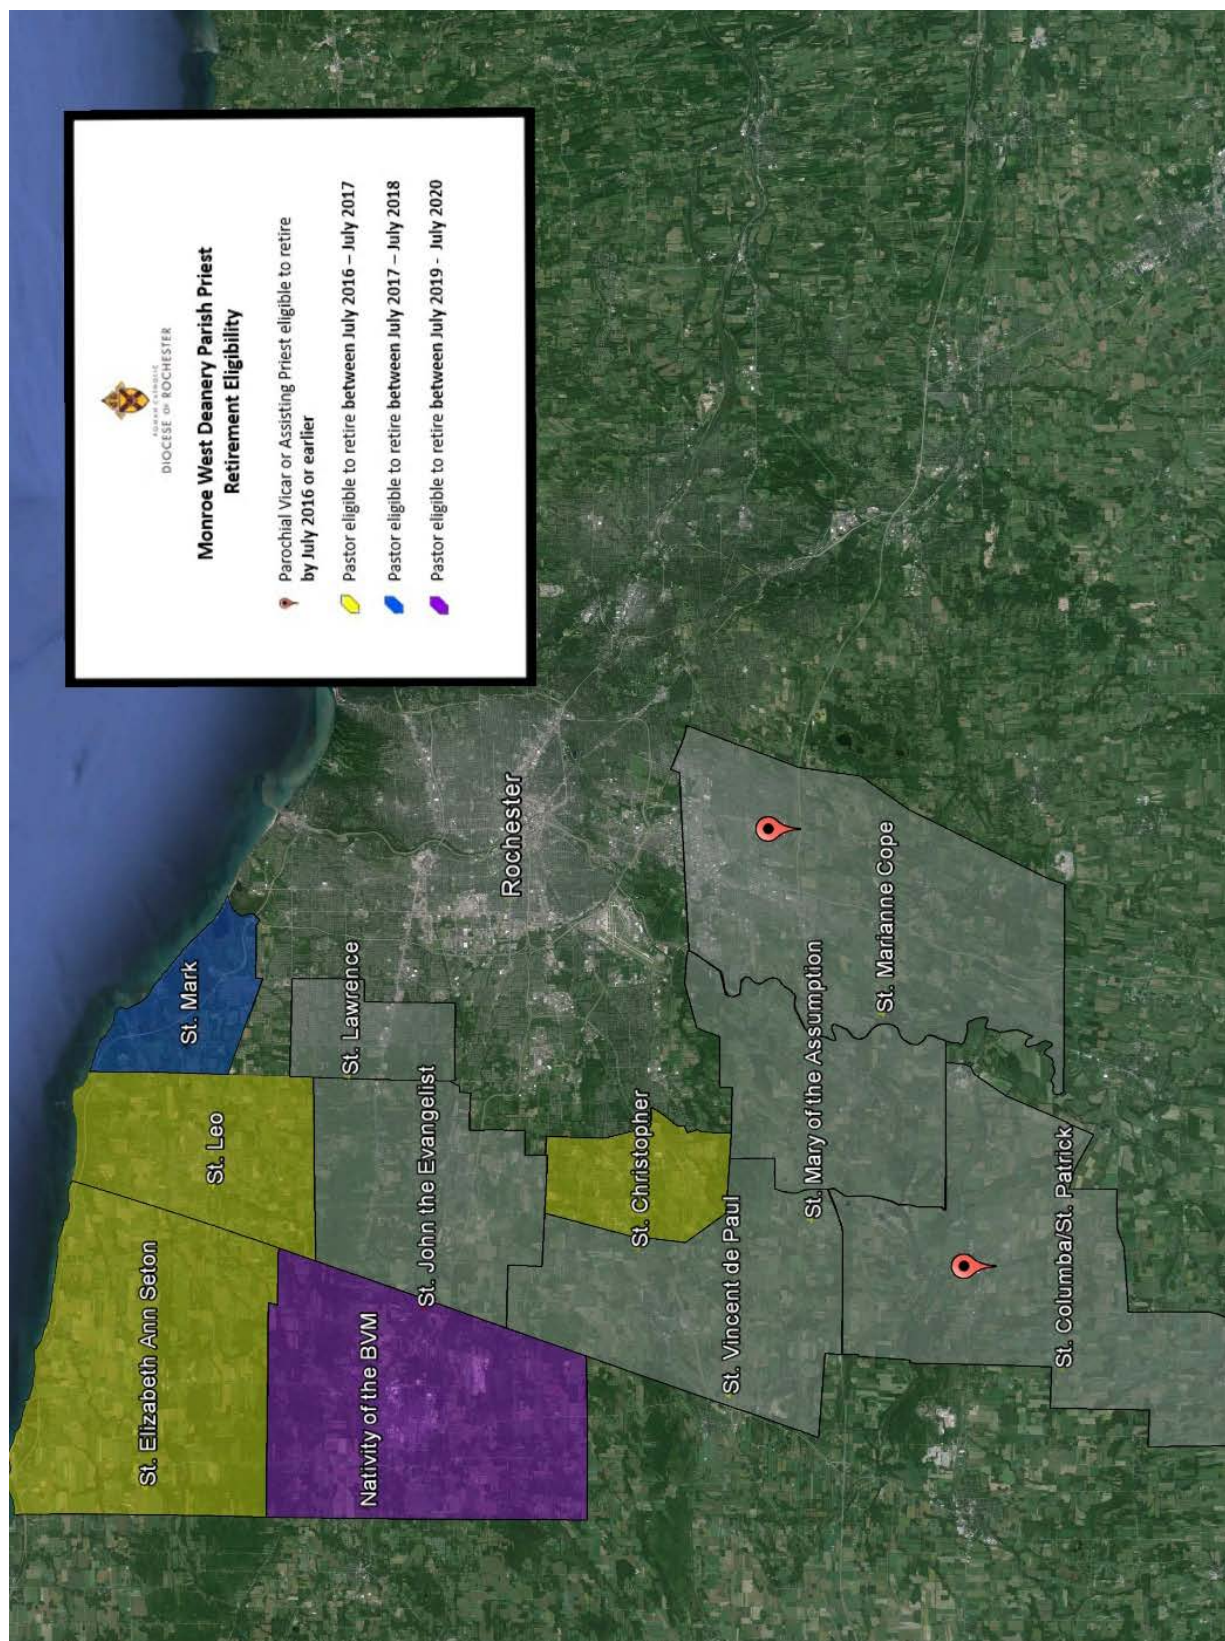 ROMAN CATHOLIC
DIOCESE OF ROCHESTER
Monroe West Deanery Parish Priest
Retirement Eligibility
Parochial Vicar or Assisting Priest eligible to retire
by July 2016 or earlier
Pastor eligible to retire between July 2016 – July 2017
Pastor eligible to retire between July 2017 – July 2018
Pastor eligible to retire between July 2019 - July 2020
St. Elizabeth Ann Seton
St. Leo
St. Mark
Nativity of the BVM
St. John the Evangelist
St. Lawrence
Rochester
St. Christopher
St. Vincent de Paul
St. Mary of the Assumption
St. Marianne Cope
St. Columba/St. Patrick